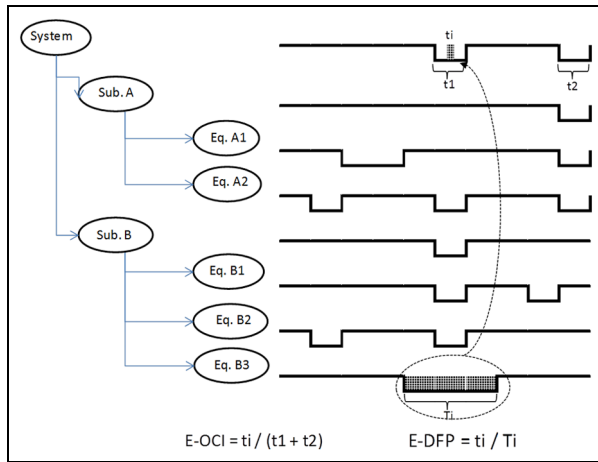 System
ti
t1
t2
Sub. A
Eq. A1
Eq. A2
Sub. B
Eq. B1
Eq. B2
Eq. B3
Ti
E-OCI = ti / (t1 + t2)
E-DFP = ti / Ti